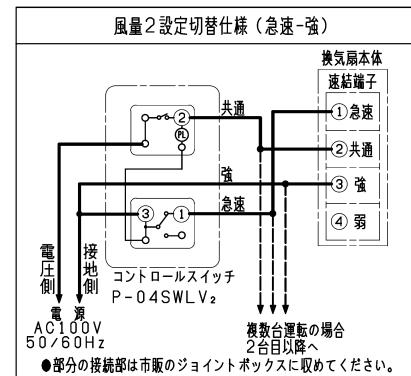 風量2設定切替仕様（急速-強）
換気扇本体
速結端子
①急速
②共通
③強
④弱
共通
強
急速
②
PL
③
①
コントロールスイッチ
P-04SWLV₂
電圧側
接地側
電源
AC100V
50/60Hz
複数台運転の場合
2台目以降へ
●部分の接続部は市販のジョイントボックスに収めてください。